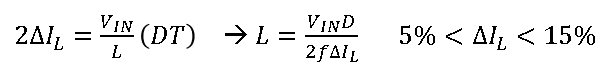 2ΔI_L = V_IN/L (DT) → L = V_IN D/2fΔI_L 5% < ΔI_L < 15%